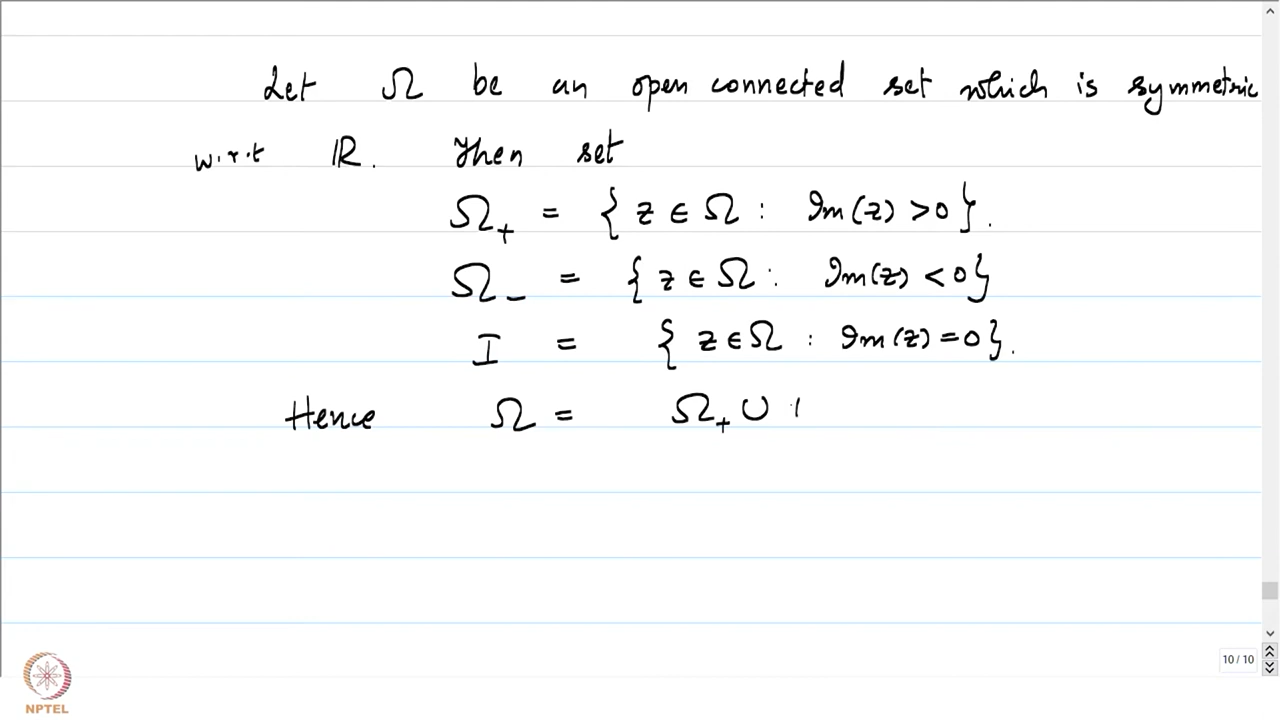 Let Ω be an open connected set which is symmetric
w.r.t ℝ. Then set
Ω₊ = { z ∈ Ω : Im(z) > 0 }.
Ω₋ = { z ∈ Ω : Im(z) < 0 }
I = { z ∈ Ω : Im(z) = 0 }.
Hence Ω = Ω₊ ∪
10 / 10
NPTEL